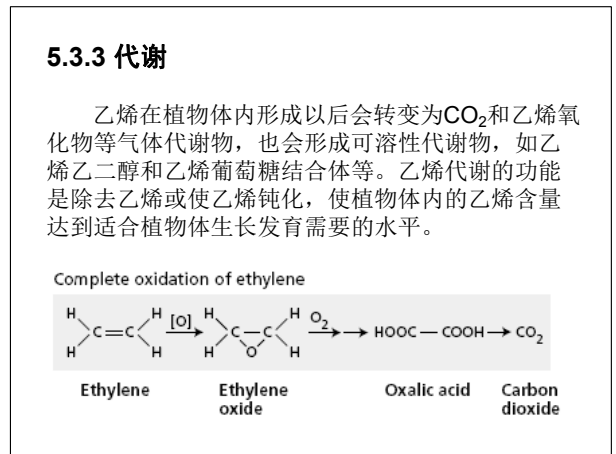 5.3.3 代谢
乙烯在植物体内形成以后会转变为CO₂和乙烯氧
化物等气体代谢物，也会形成可溶性代谢物，如乙
烯乙二醇和乙烯葡萄糖结合体等。乙烯代谢的功能
是除去乙烯或使乙烯钝化，使植物体内的乙烯含量
达到适合植物体生长发育需要的水平。
Complete oxidation of ethylene
H H [O] H H O₂
C=C C—C HOOC—COOH CO₂
H H H O H
Ethylene Ethylene Oxalic acid Carbon
oxide dioxide